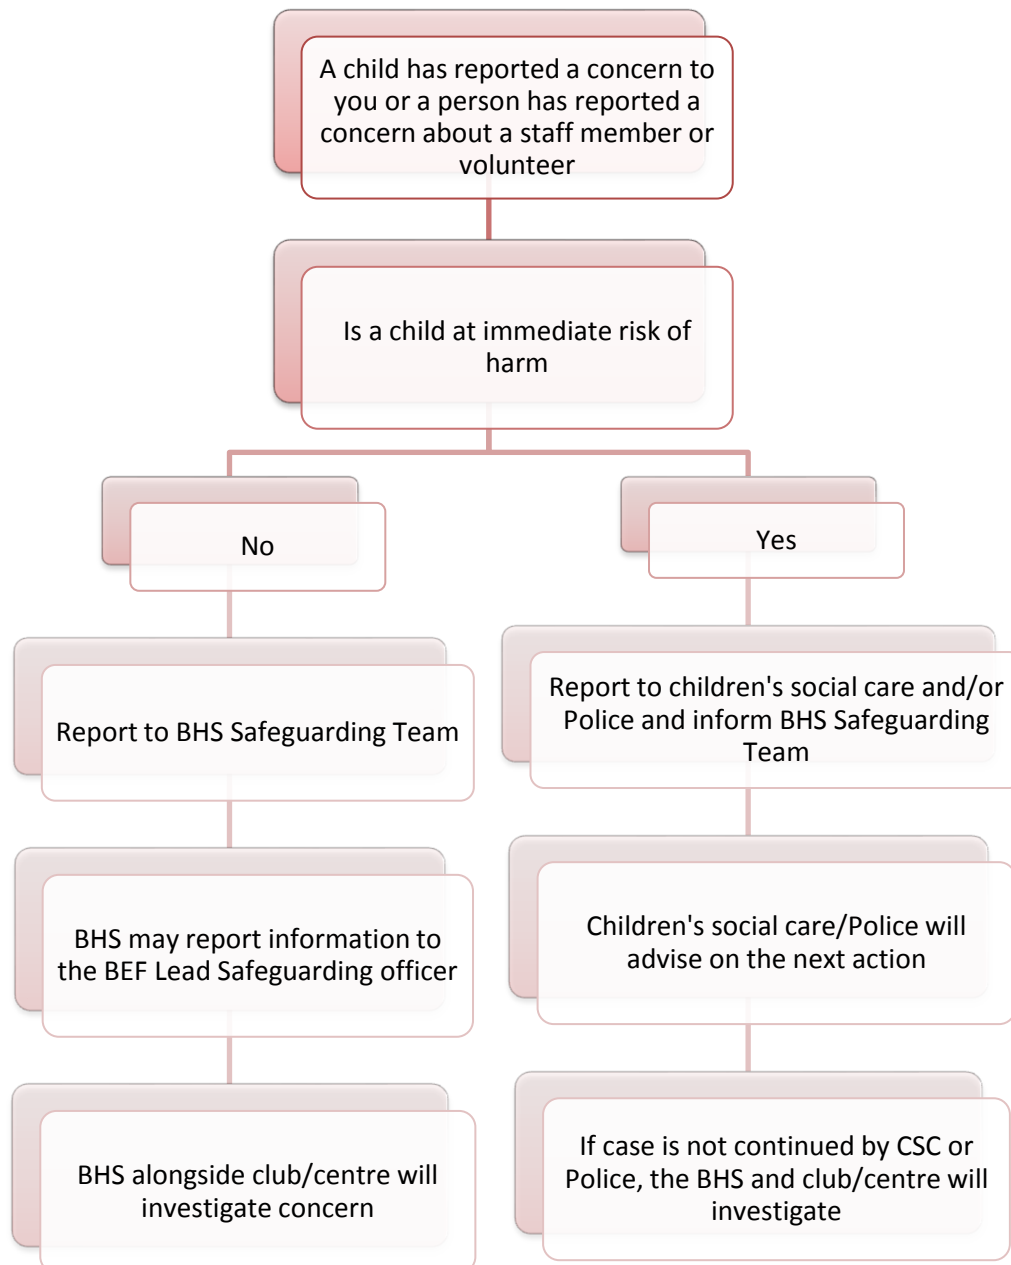 A child has reported a concern to
you or a person has reported a
concern about a staff member or
volunteer
Is a child at immediate risk of
harm
No
Yes
Report to BHS Safeguarding Team
Report to children's social care and/or
Police and inform BHS Safeguarding
Team
BHS may report information to
the BEF Lead Safeguarding officer
Children's social care/Police will
advise on the next action
BHS alongside club/centre will
investigate concern
If case is not continued by CSC or
Police, the BHS and club/centre will
investigate